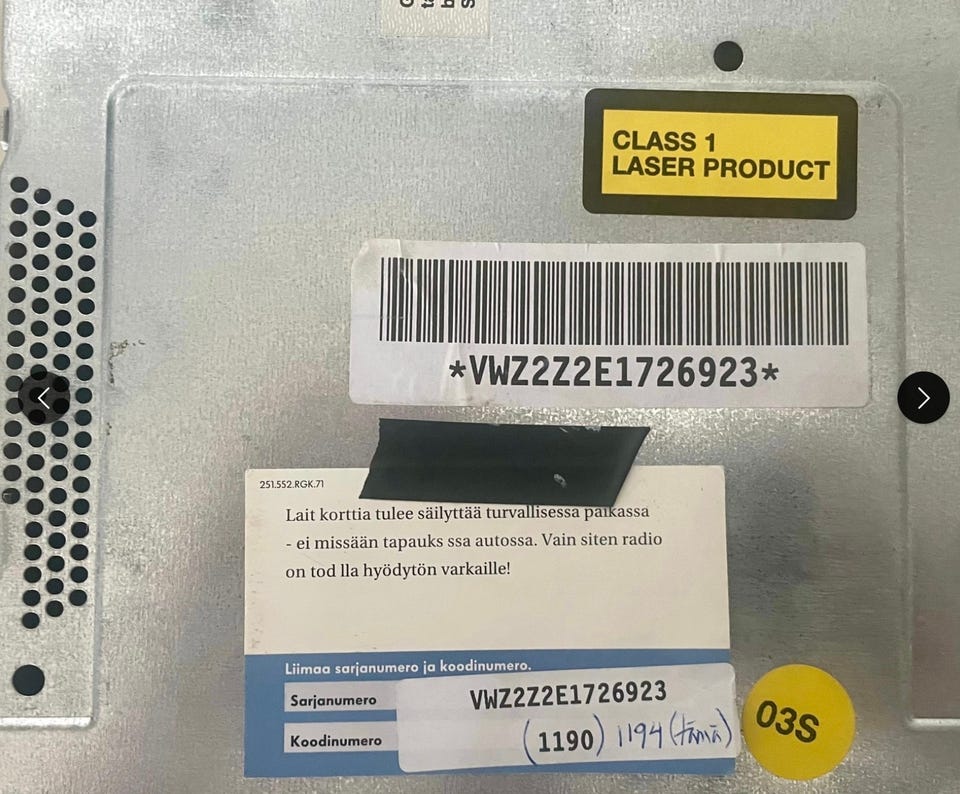 CLASS 1
LASER PRODUCT
*VWZ2Z2E1726923*
251.552.RGK.71
Lait korttia tulee säilyttää turvallisessa paikassa
- ei missään tapauks ssa autossa. Vain siten radio
on tod lla hyödytön varkaille!
Liimaa sarjanumero ja koodinumero.
Sarjanumero VWZ2Z2E1726923
Koodinumero (1190) 1194 (tämä)
03S